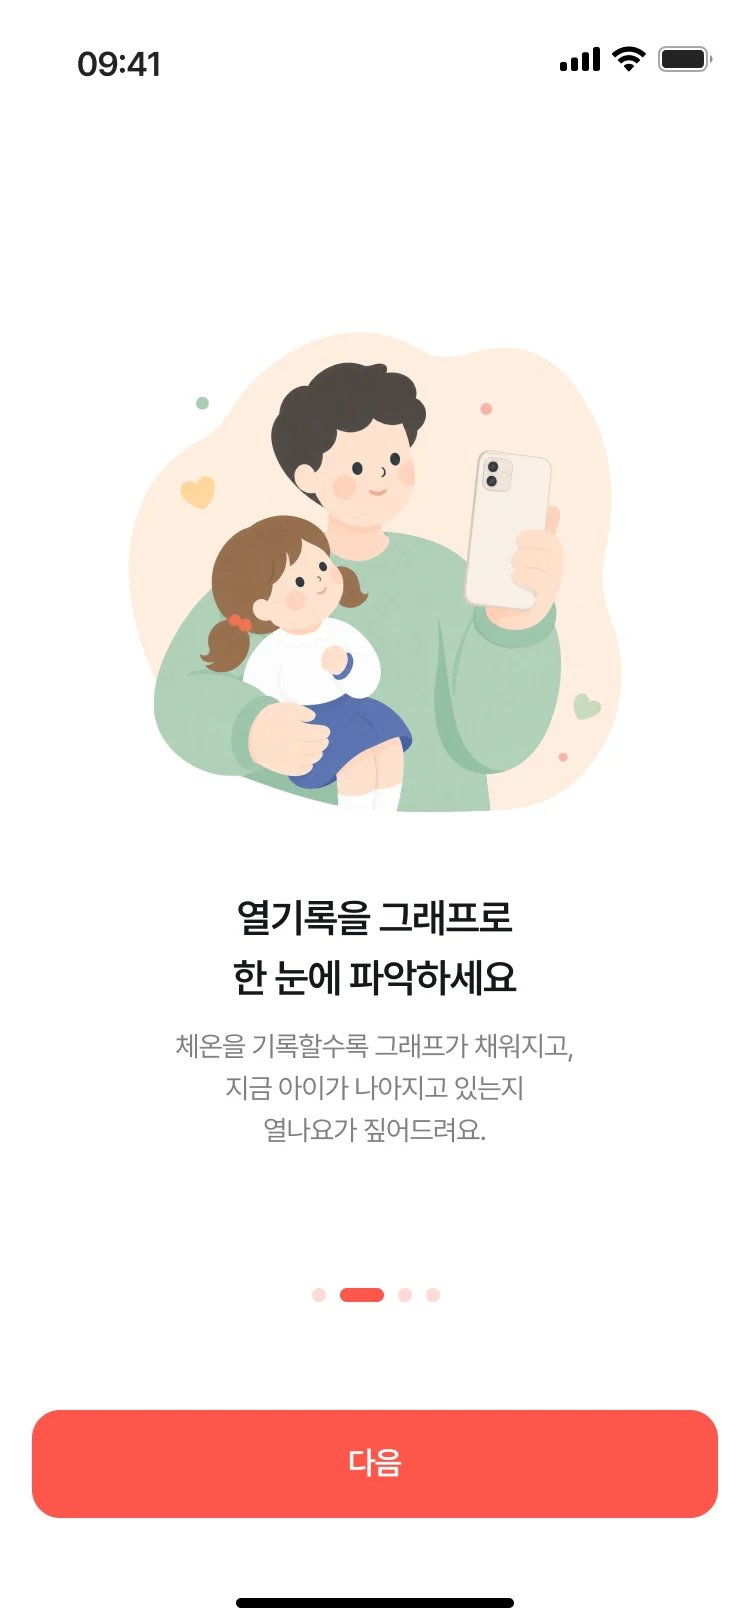 09:41
열기록을 그래프로
한 눈에 파악하세요
체온을 기록할수록 그래프가 채워지고,
지금 아이가 나아지고 있는지
열나요가 짚어드려요.
다음